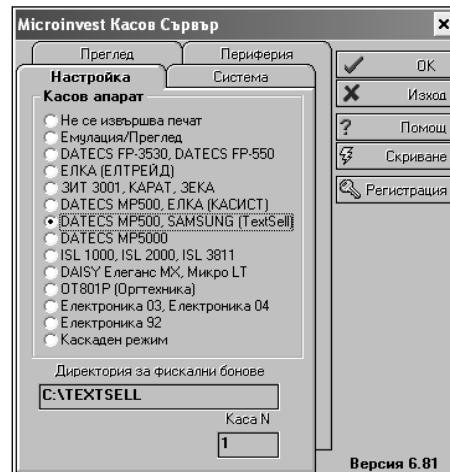 Microinvest Касов Сървър
Преглед
Периферия
Настройка
Система
Касов апарат
Не се извършва печат
Емулация/Преглед
DATECS FP-3530, DATECS FP-550
ЕЛКА (ЕЛТРЕЙД)
ЗИТ 3001, КАРАТ, ЗЕКА
DATECS MP500, ЕЛКА (КАСИСТ)
DATECS MP500, SAMSUNG (TextSell)
DATECS MP5000
ISL 1000, ISL 2000, ISL 3811
DAISY Елеганс MX, Микро LT
OT801P (Оргтехника)
Електроника 03, Електроника 04
Електроника 92
Каскаден режим
Директория за фискални бонове
C:\TEXTSELL
Каса N
1
OK
Изход
Помощ
Скриване
Регистрация
Версия 6.81